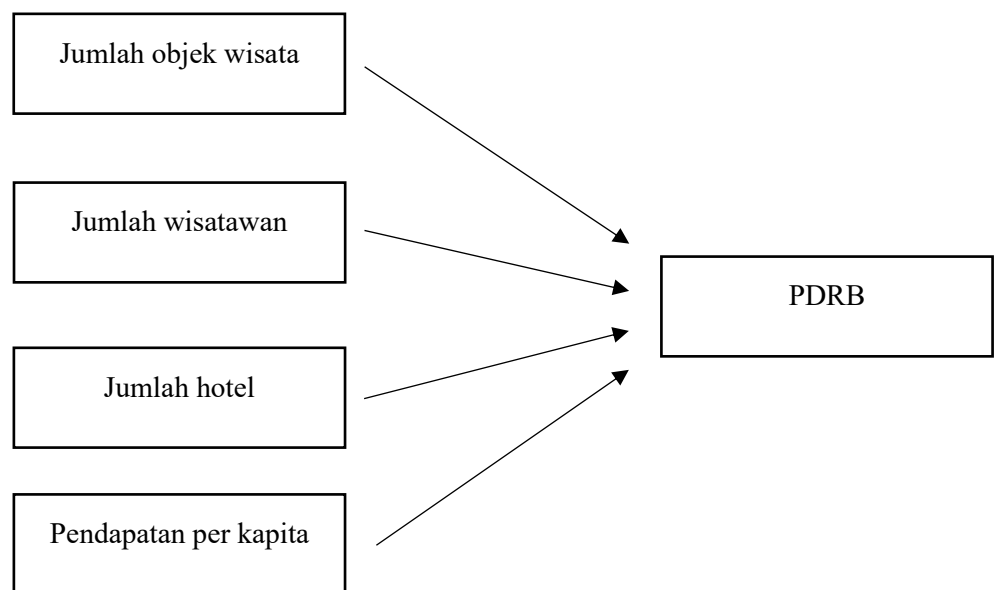 Jumlah objek wisata
Jumlah wisatawan
PDRB
Jumlah hotel
Pendapatan per kapita